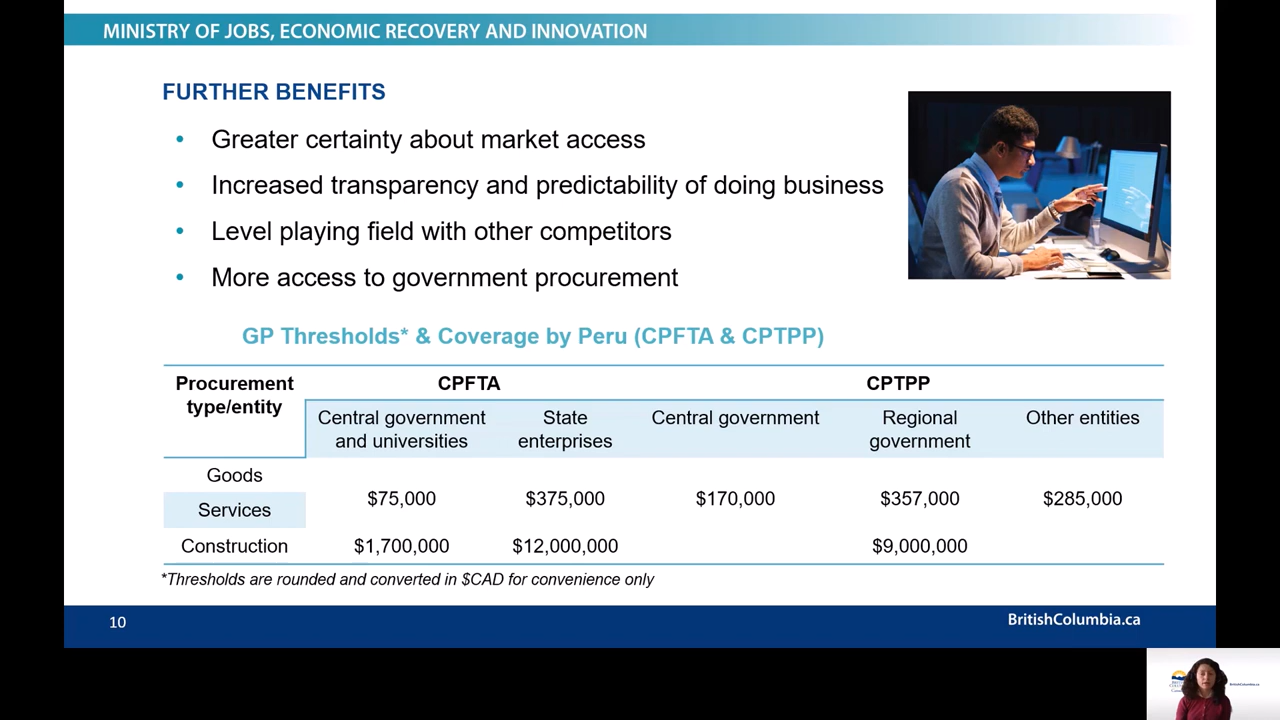 MINISTRY OF JOBS, ECONOMIC RECOVERY AND INNOVATION
FURTHER BENEFITS
• Greater certainty about market access
• Increased transparency and predictability of doing business
• Level playing field with other competitors
• More access to government procurement
GP Thresholds* & Coverage by Peru (CPFTA & CPTPP)
Procurement type/entity CPFTA CPTPP
Central government and universities State enterprises Central government Regional government Other entities
Goods
Services $75,000 $375,000 $170,000 $357,000 $285,000
Construction $1,700,000 $12,000,000 $9,000,000
*Thresholds are rounded and converted in $CAD for convenience only
10 BritishColumbia.ca